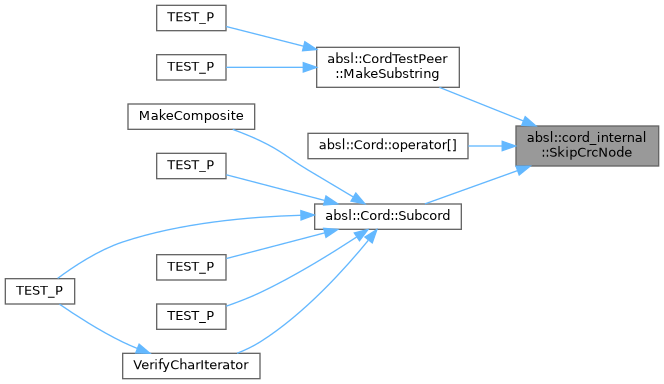 TEST_P
TEST_P
absl::CordTestPeer
::MakeSubstring
MakeComposite
absl::Cord::operator[]
absl::cord_internal
::SkipCrcNode
TEST_P
absl::Cord::Subcord
TEST_P
TEST_P
TEST_P
VerifyCharIterator